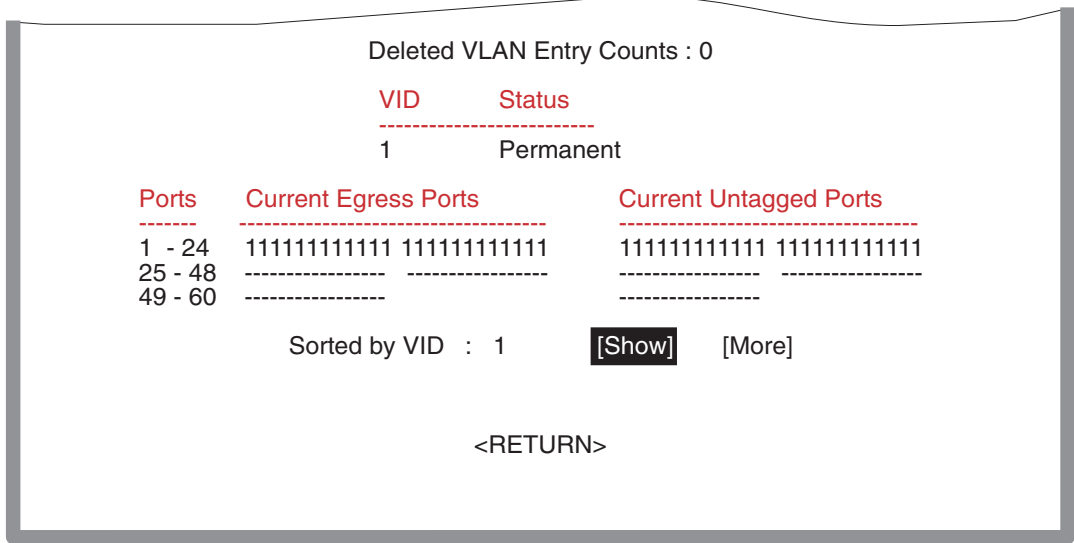 Deleted VLAN Entry Counts : 0
VID Status
--------------------------
1 Permanent
Ports Current Egress Ports Current Untagged Ports
------- ------------------------------------- ------------------------------------
1 - 24 111111111111 111111111111 111111111111 111111111111
25 - 48 ----------------- ----------------- ----------------- -----------------
49 - 60 ----------------- -----------------
Sorted by VID : 1 [Show] [More]
<RETURN>